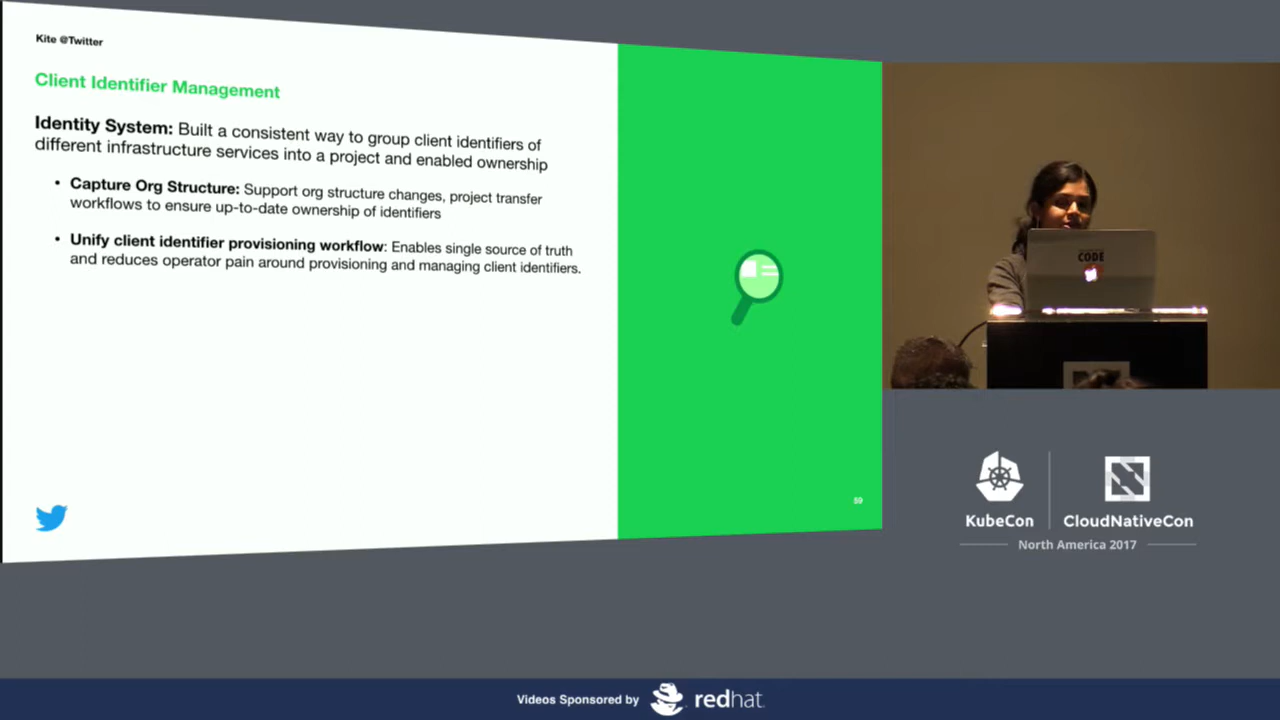 Kite @Twitter
Client Identifier Management
Identity System: Built a consistent way to group client identifiers of
different infrastructure services into a project and enabled ownership
• Capture Org Structure: Support org structure changes, project transfer
workflows to ensure up-to-date ownership of identifiers
• Unify client identifier provisioning workflow: Enables single source of truth
and reduces operator pain around provisioning and managing client identifiers.
59
CODE
KubeCon
CloudNativeCon
North America 2017
Videos Sponsored by
redhat.